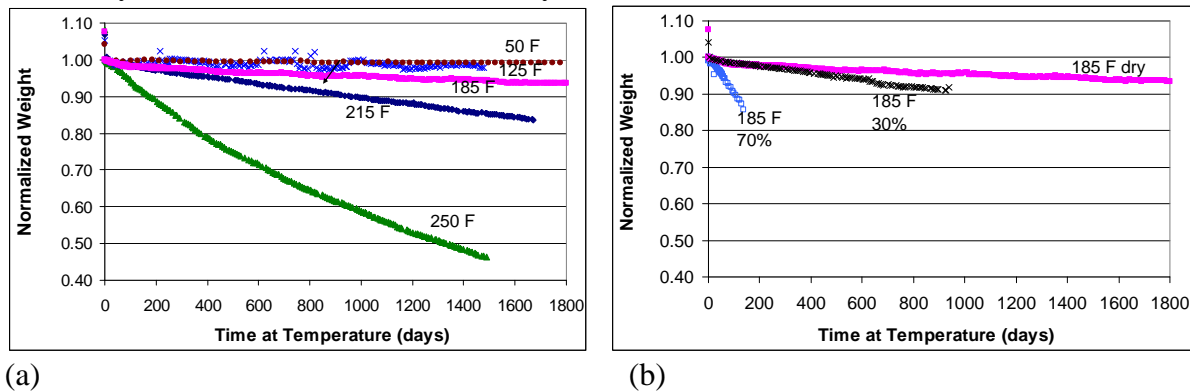 1.10
1.00
0.90
0.80
0.70
0.60
0.50
0.40
Normalized Weight
50 F
125 F
185 F
215 F
250 F
0 200 400 600 800 1000 1200 1400 1600 1800
Time at Temperature (days)
(a)
1.10
1.00
0.90
0.80
0.70
0.60
0.50
0.40
Normalized Weight
185 F dry
185 F
30%
185 F
70%
0 200 400 600 800 1000 1200 1400 1600 1800
Time at Temperature (days)
(b)